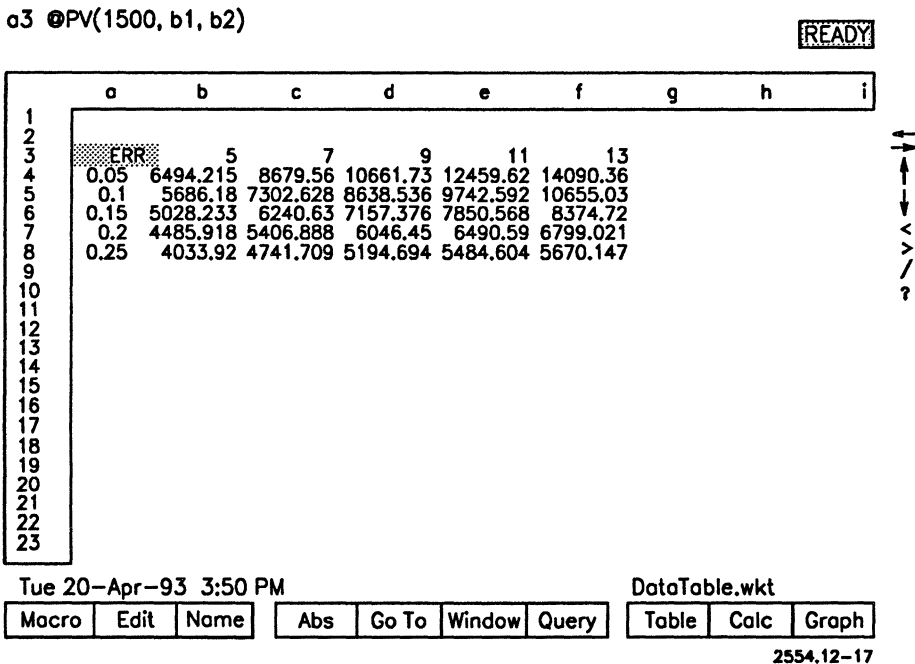 a3 @PV(1500, b1, b2)
READY
a b c d e f g h i
1
2
3 ERR 5 7 9 11 13
4 0.05 6494.215 8679.56 10661.73 12459.62 14090.36
5 0.1 5686.18 7302.628 8638.536 9742.592 10655.03
6 0.15 5028.233 6240.63 7157.376 7850.568 8374.72
7 0.2 4485.918 5406.888 6046.45 6490.59 6799.021
8 0.25 4033.92 4741.709 5194.694 5484.604 5670.147
9
10
11
12
13
14
15
16
17
18
19
20
21
22
23
←
→
↑
↓
<
>
/
?
Tue 20-Apr-93 3:50 PM DataTable.wkt
Macro Edit Name Abs Go To Window Query Table Calc Graph
2554.12-17